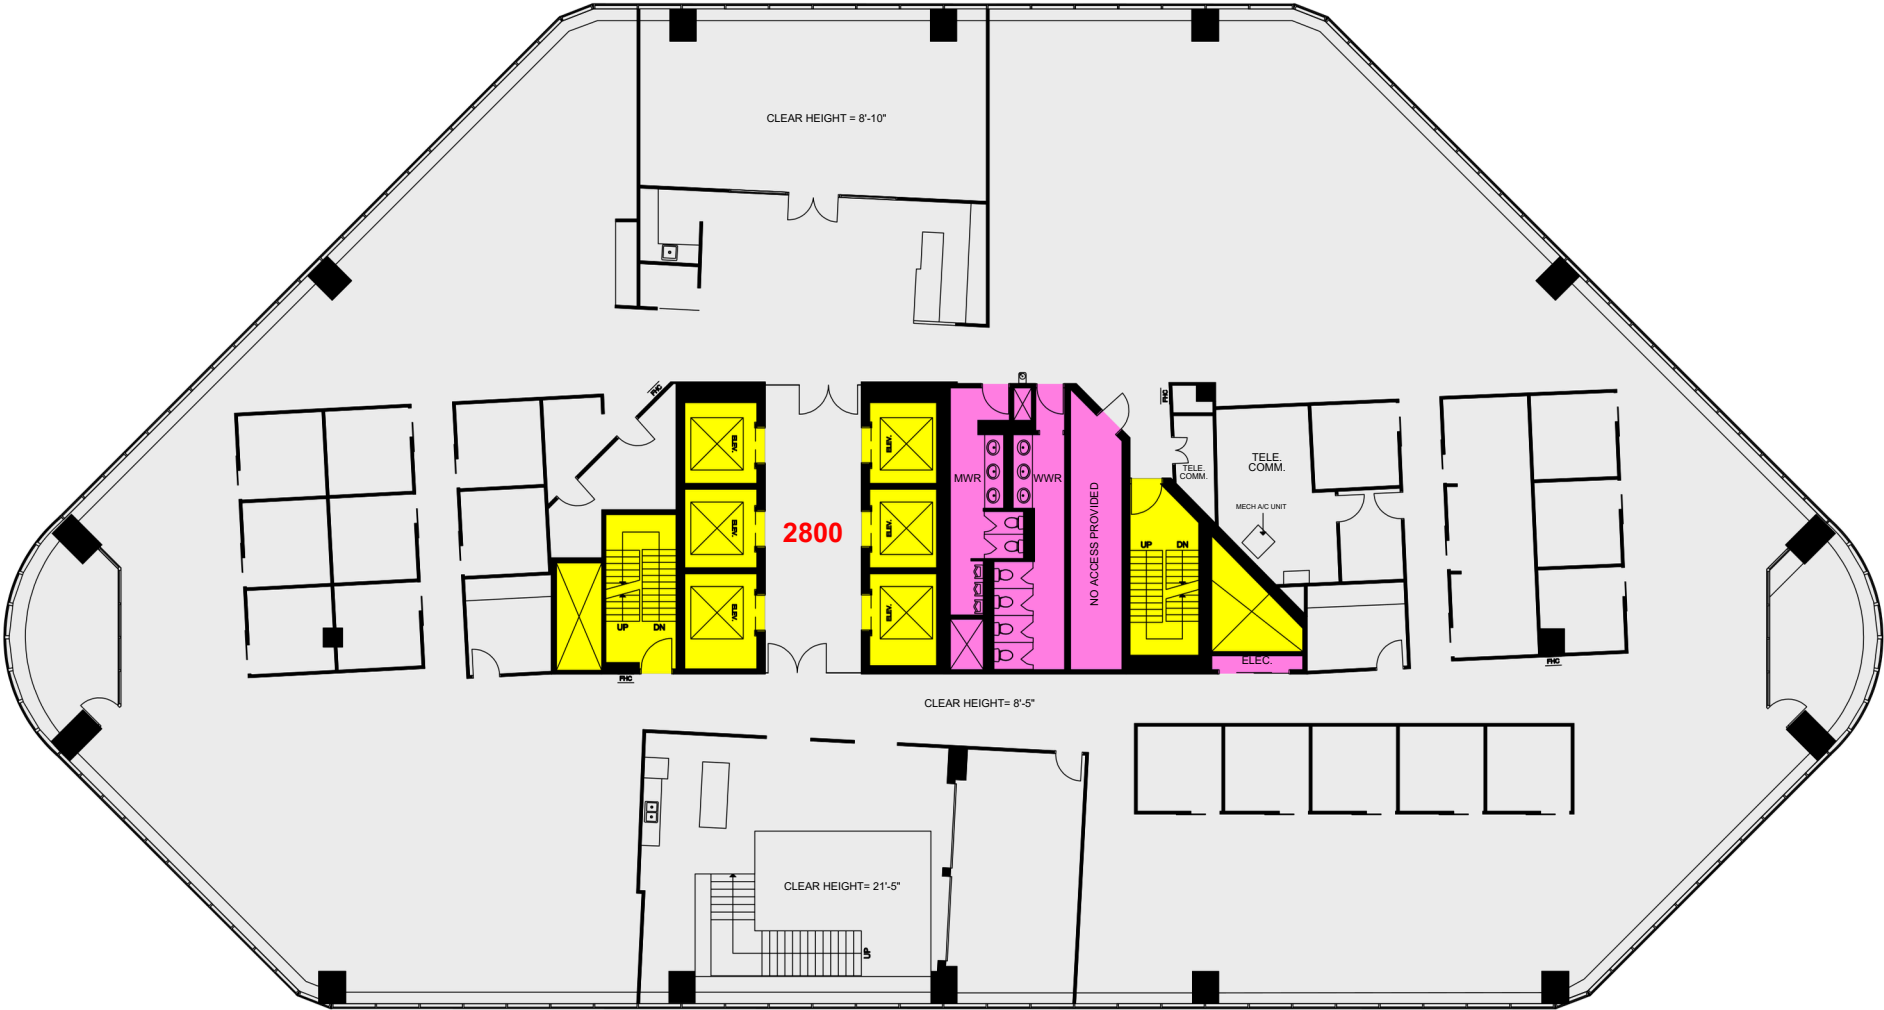 CLEAR HEIGHT = 8'-10"
FHC
FHC
ELEV.
ELEV.
MWR
WWR
TELE.
COMM.
TELE.
COMM.
MECH A/C UNIT
NO ACCESS PROVIDED
2800
ELEV.
ELEV.
UP
DN
ELEV.
ELEV.
UP
DN
ELEC.
FHC
FHC
CLEAR HEIGHT= 8'-5"
CLEAR HEIGHT= 21'-5"
UP